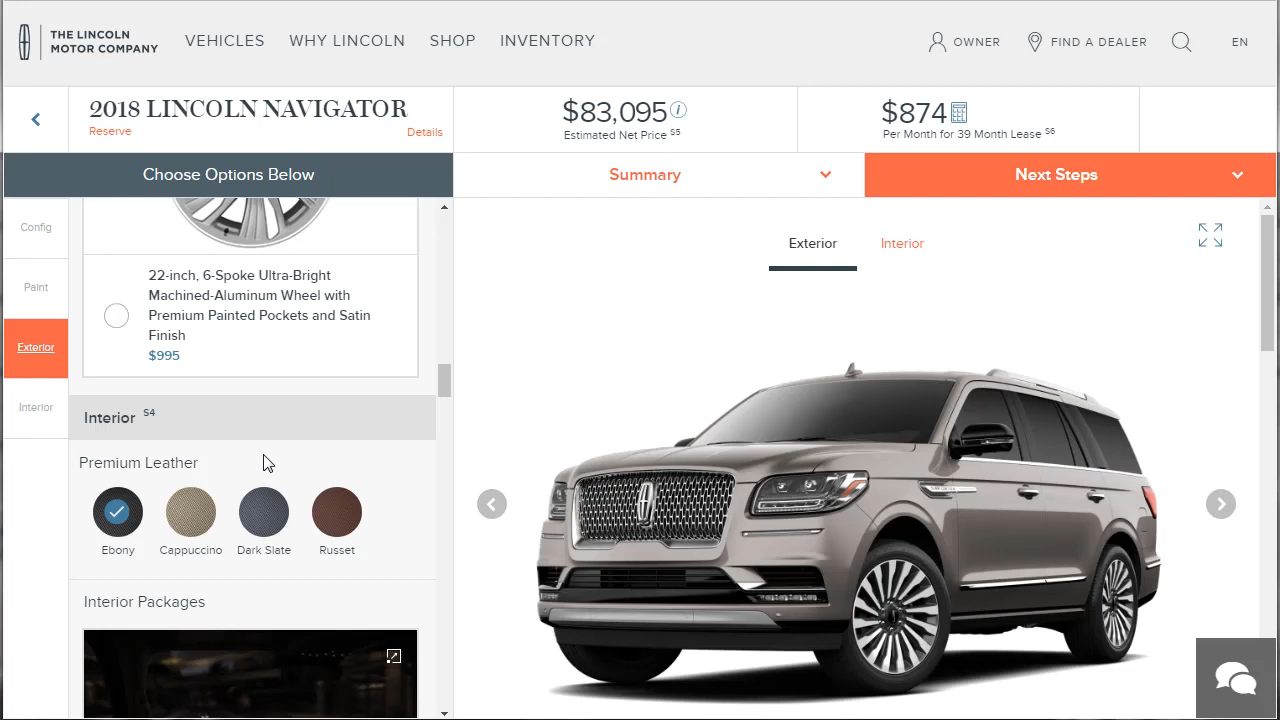 THE LINCOLN
MOTOR COMPANY
VEHICLES
WHY LINCOLN
SHOP
INVENTORY
OWNER
FIND A DEALER
EN
2018 LINCOLN NAVIGATOR
Reserve
Details
$83,095
Estimated Net Price S5
$874
Per Month for 39 Month Lease S6
Choose Options Below
Summary
Next Steps
Config
Paint
Exterior
Interior
22-inch, 6-Spoke Ultra-Bright
Machined-Aluminum Wheel with
Premium Painted Pockets and Satin
Finish
$995
Interior S4
Premium Leather
Ebony
Cappuccino
Dark Slate
Russet
Interior Packages
Exterior
Interior